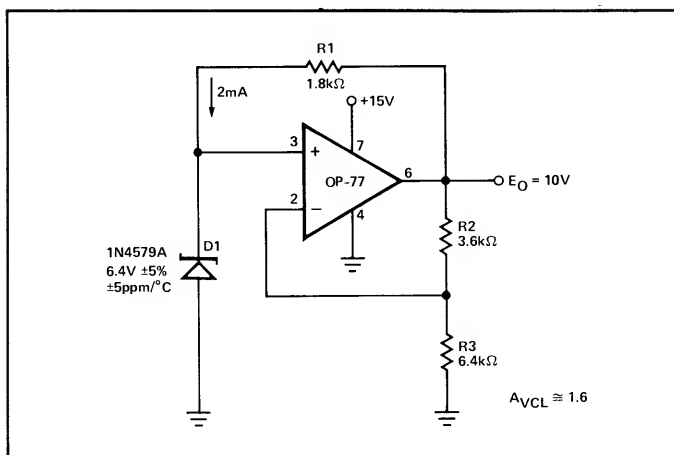 R1
1.8kΩ
2mA
+15V
3
+
7
OP-77
6
E_O = 10V
2
−
4
1N4579A
D1
6.4V ±5%
±5ppm/°C
R2
3.6kΩ
R3
6.4kΩ
A_VCL ≅ 1.6